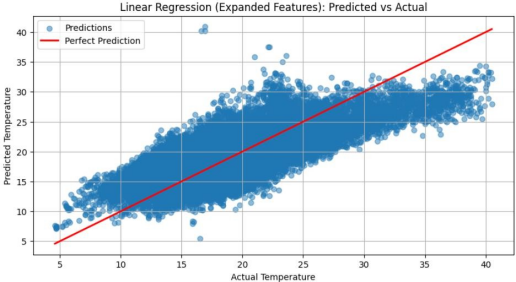 Linear Regression (Expanded Features): Predicted vs Actual
Predictions
Perfect Prediction
Predicted Temperature
40
35
30
25
20
15
10
5
5 10 15 20 25 30 35 40
Actual Temperature